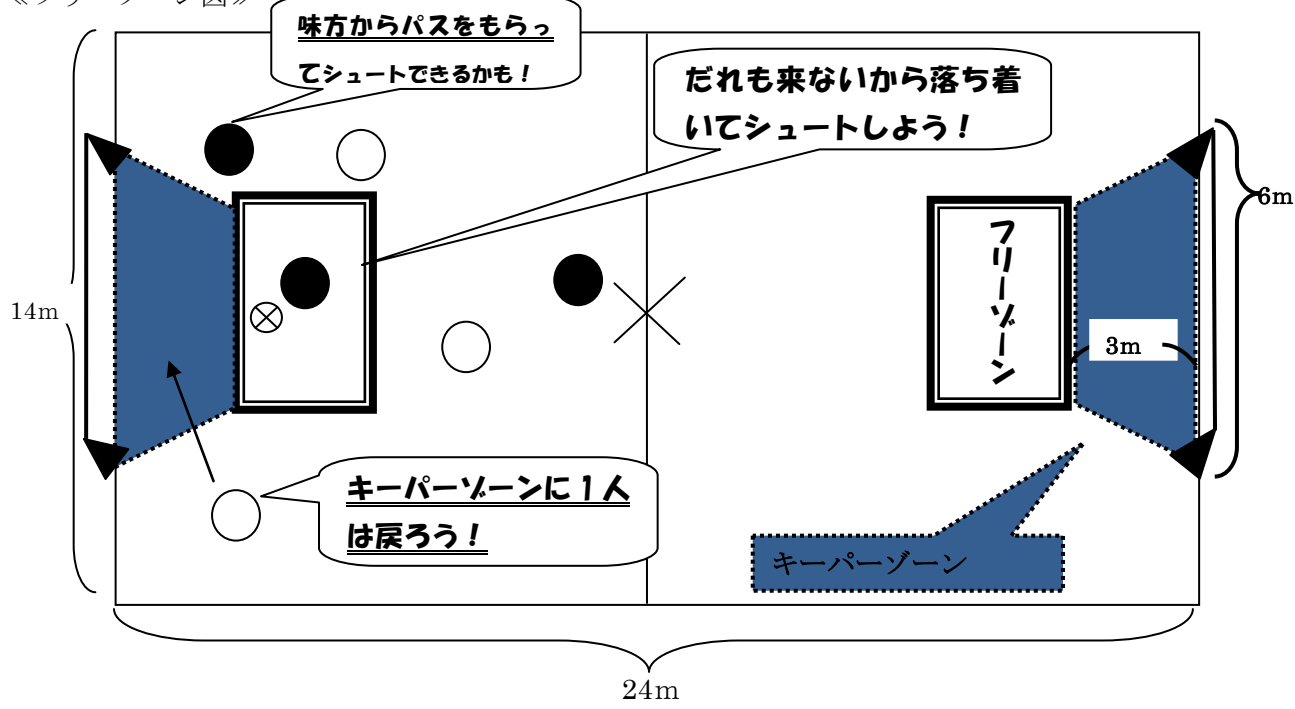 味方からパスをもらっ
てシュートできるかも！
だれも来ないから落ち着
いてシュートしよう！
6m
フリーゾーン
14m
3m
キーパーゾーンに１人
は戻ろう！
キーパーゾーン
24m